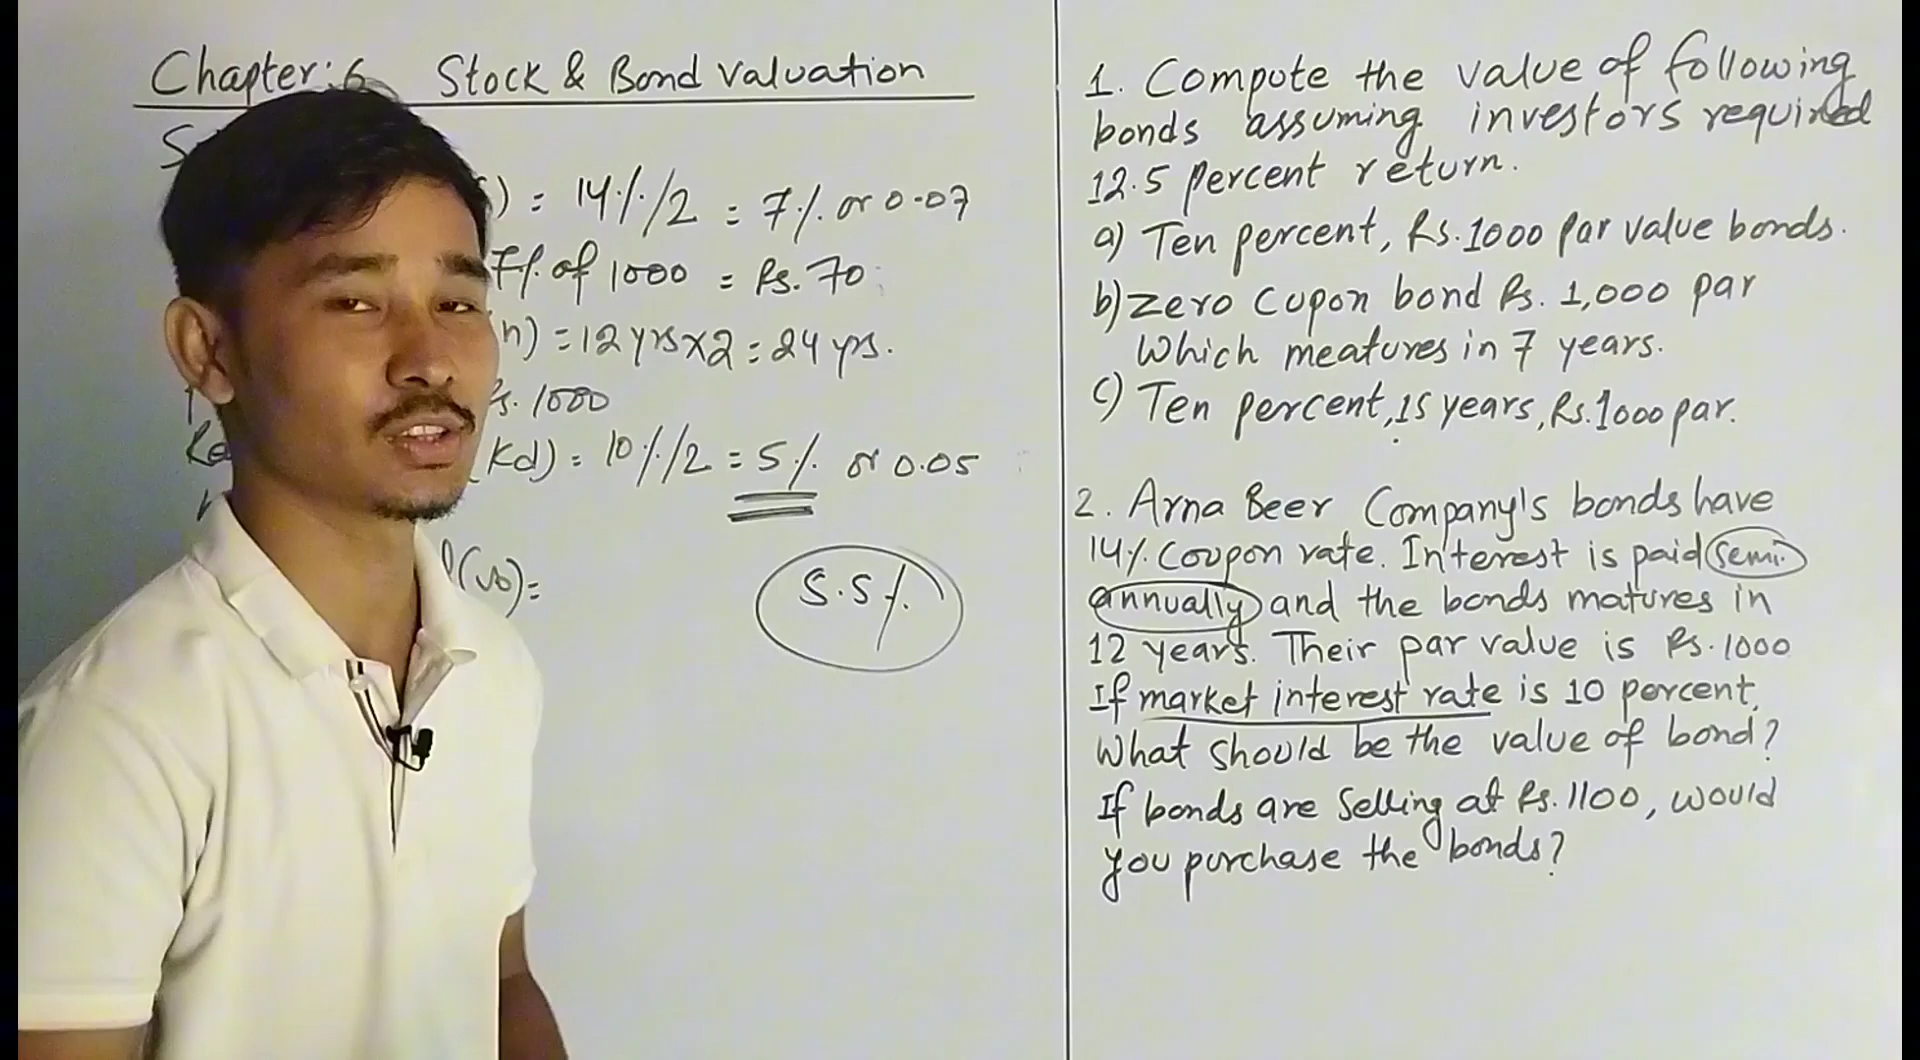 Chapter: 6 Stock & Bond Valuation
S
) = 14%/2 = 7% or 0.07
7% of 1000 = Rs. 70
n) = 12 yrs x 2 = 24 yrs.
Rs. 1000
(Kd) = 10%/2 = 5% or 0.05
(Vo) =
5.5%
1. Compute the value of following
bonds assuming investors required
12.5 percent return.
a) Ten percent, Rs. 1000 par value bonds.
b) Zero Cupon bond Rs. 1,000 par
Which meatures in 7 years.
c) Ten percent, 15 years, Rs. 1000 par.
2. Arna Beer Company's bonds have
14% Coupon rate. Interest is paid semi
annually and the bonds matures in
12 years. Their par value is Rs. 1000
If market interest rate is 10 percent,
What should be the value of bond?
If bonds are Selling at Rs. 1100, would
you purchase the bonds?